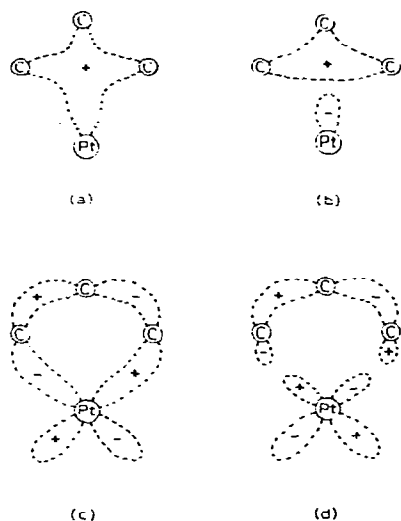 C C
C C C C
+ +
-
Pt Pt
(a) (b)
C C
+ - + -
C C C C
- + - +
+ -
Pt Pt
+ - - +
(c) (d)